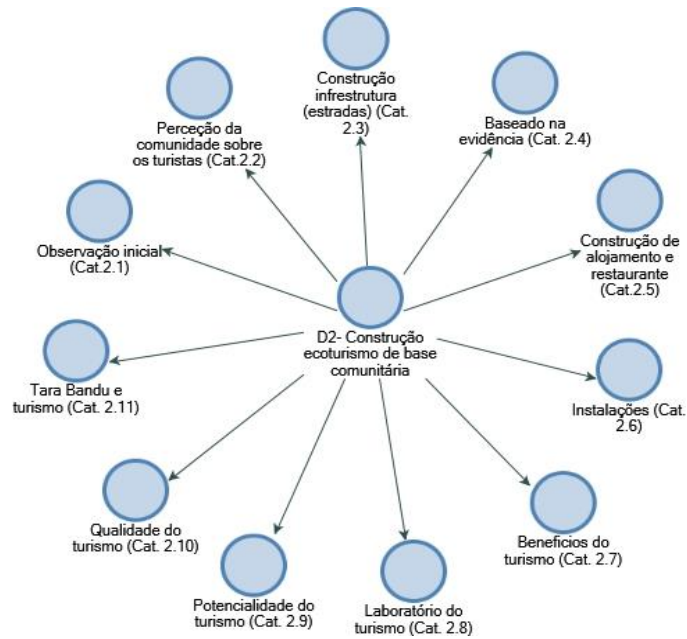 Construção
infrestrutura
(estradas) (Cat.
2.3)
Perceção da
comunidade sobre
os turistas (Cat.2.2)
Baseado na
evidência (Cat. 2.4)
Observação inicial
(Cat.2.1)
Construção de
alojamento e
restaurante
(Cat.2.5)
D2- Construção
ecoturismo de base
comunitária
Tara Bandu e
turismo (Cat. 2.11)
Instalações (Cat.
2.6)
Qualidade do
turismo (Cat. 2.10)
Beneficios do
turismo (Cat. 2.7)
Potencialidade do
turismo (Cat. 2.9)
Laboratório do
turismo (Cat. 2.8)